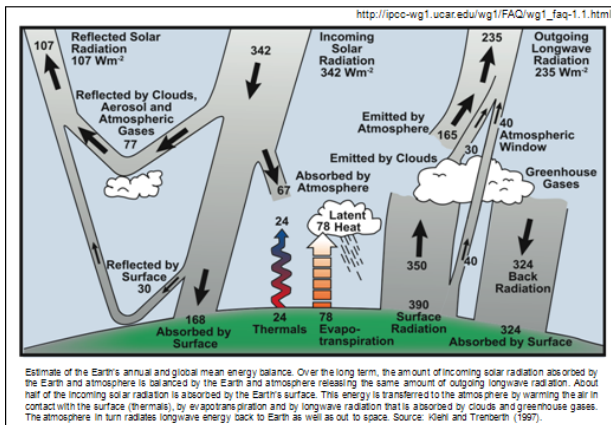 http://ipcc-wg1.ucar.edu/wg1/FAQ/wg1_faq-1.1.html
107
Reflected Solar
Radiation
107 Wm-2
342
Incoming
Solar
Radiation
342 Wm-2
235
Outgoing
Longwave
Radiation
235 Wm-2
Reflected by Clouds,
Aerosol and
Atmospheric
Gases
77
Emitted by
Atmosphere
165
40
Atmospheric
Window
Emitted by Clouds
30
Greenhouse
Gases
67
Absorbed by
Atmosphere
24
78
Latent
Heat
Reflected by
Surface
30
350
40
324
Back
Radiation
168
Absorbed by
Surface
24
Thermals
78
Evapo-
transpiration
390
Surface
Radiation
324
Absorbed by Surface
Estimate of the Earth's annual and global mean energy balance. Over the long term, the amount of incoming solar radiation absorbed by
the Earth and atmosphere is balanced by the Earth and atmosphere releasing the same amount of outgoing longwave radiation. About
half of the incoming solar radiation is absorbed by the Earth's surface. This energy is transferred to the atmosphere by warming the air in
contact with the surface (thermals), by evapotranspiration and by longwave radiation that is absorbed by clouds and greenhouse gases.
The atmosphere in turn radiates longwave energy back to Earth as well as out to space. Source: Kiehl and Trenberth (1997).